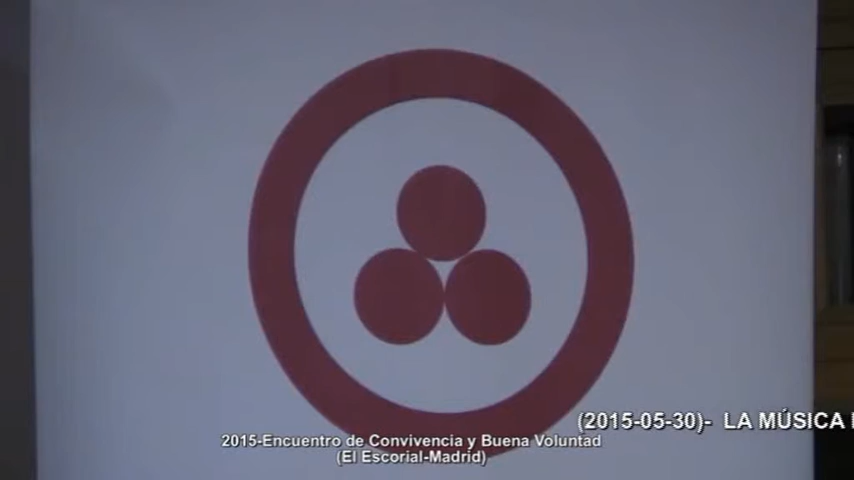 (2015-05-30)- LA MÚSICA
2015-Encuentro de Convivencia y Buena Voluntad
(El Escorial-Madrid)